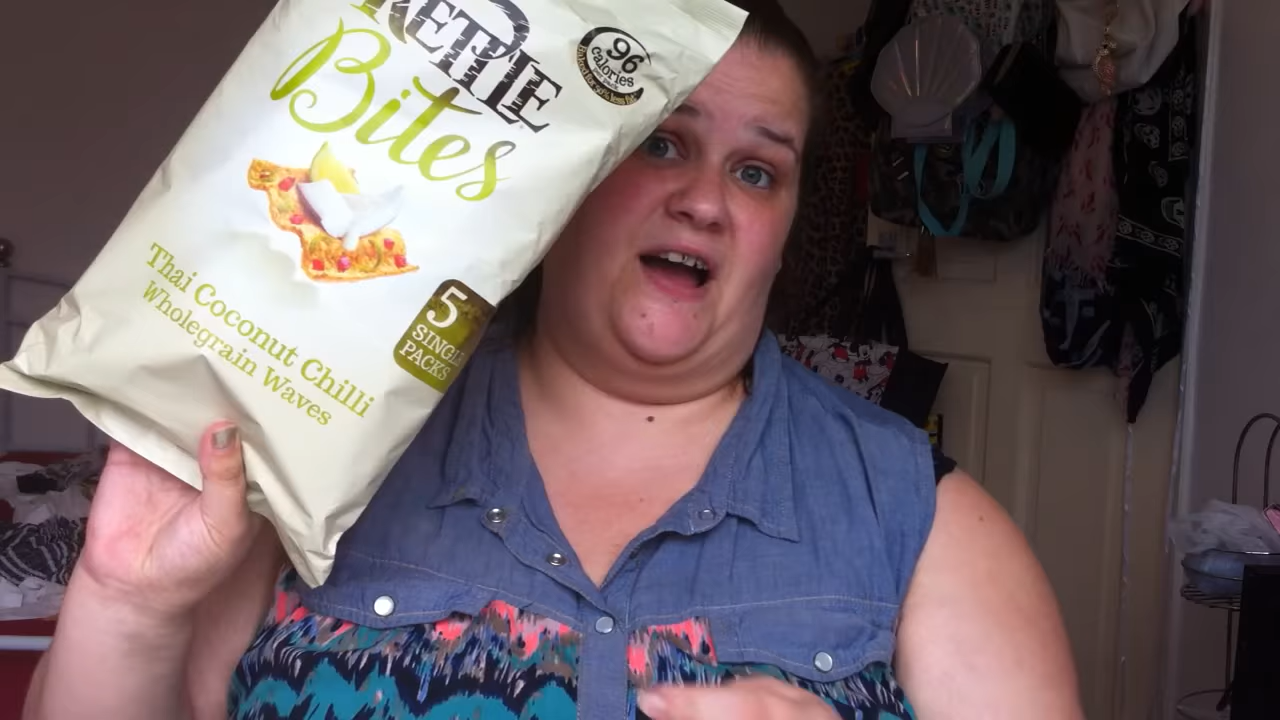 KETTLE
Bites
96
calories
5
SINGLE
PACKS
Thai Coconut Chilli
Wholegrain Waves